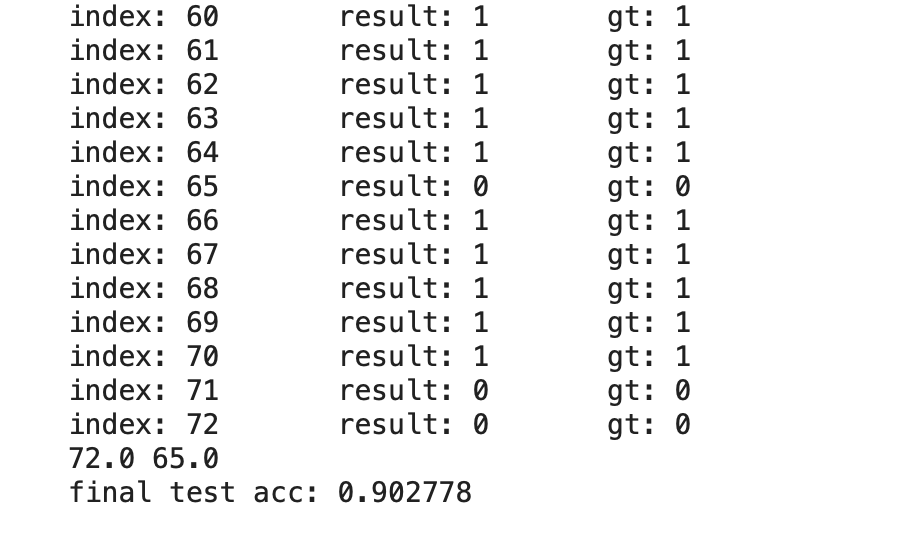 index: 60 result: 1 gt: 1
index: 61 result: 1 gt: 1
index: 62 result: 1 gt: 1
index: 63 result: 1 gt: 1
index: 64 result: 1 gt: 1
index: 65 result: 0 gt: 0
index: 66 result: 1 gt: 1
index: 67 result: 1 gt: 1
index: 68 result: 1 gt: 1
index: 69 result: 1 gt: 1
index: 70 result: 1 gt: 1
index: 71 result: 0 gt: 0
index: 72 result: 0 gt: 0
72.0 65.0
final test acc: 0.902778